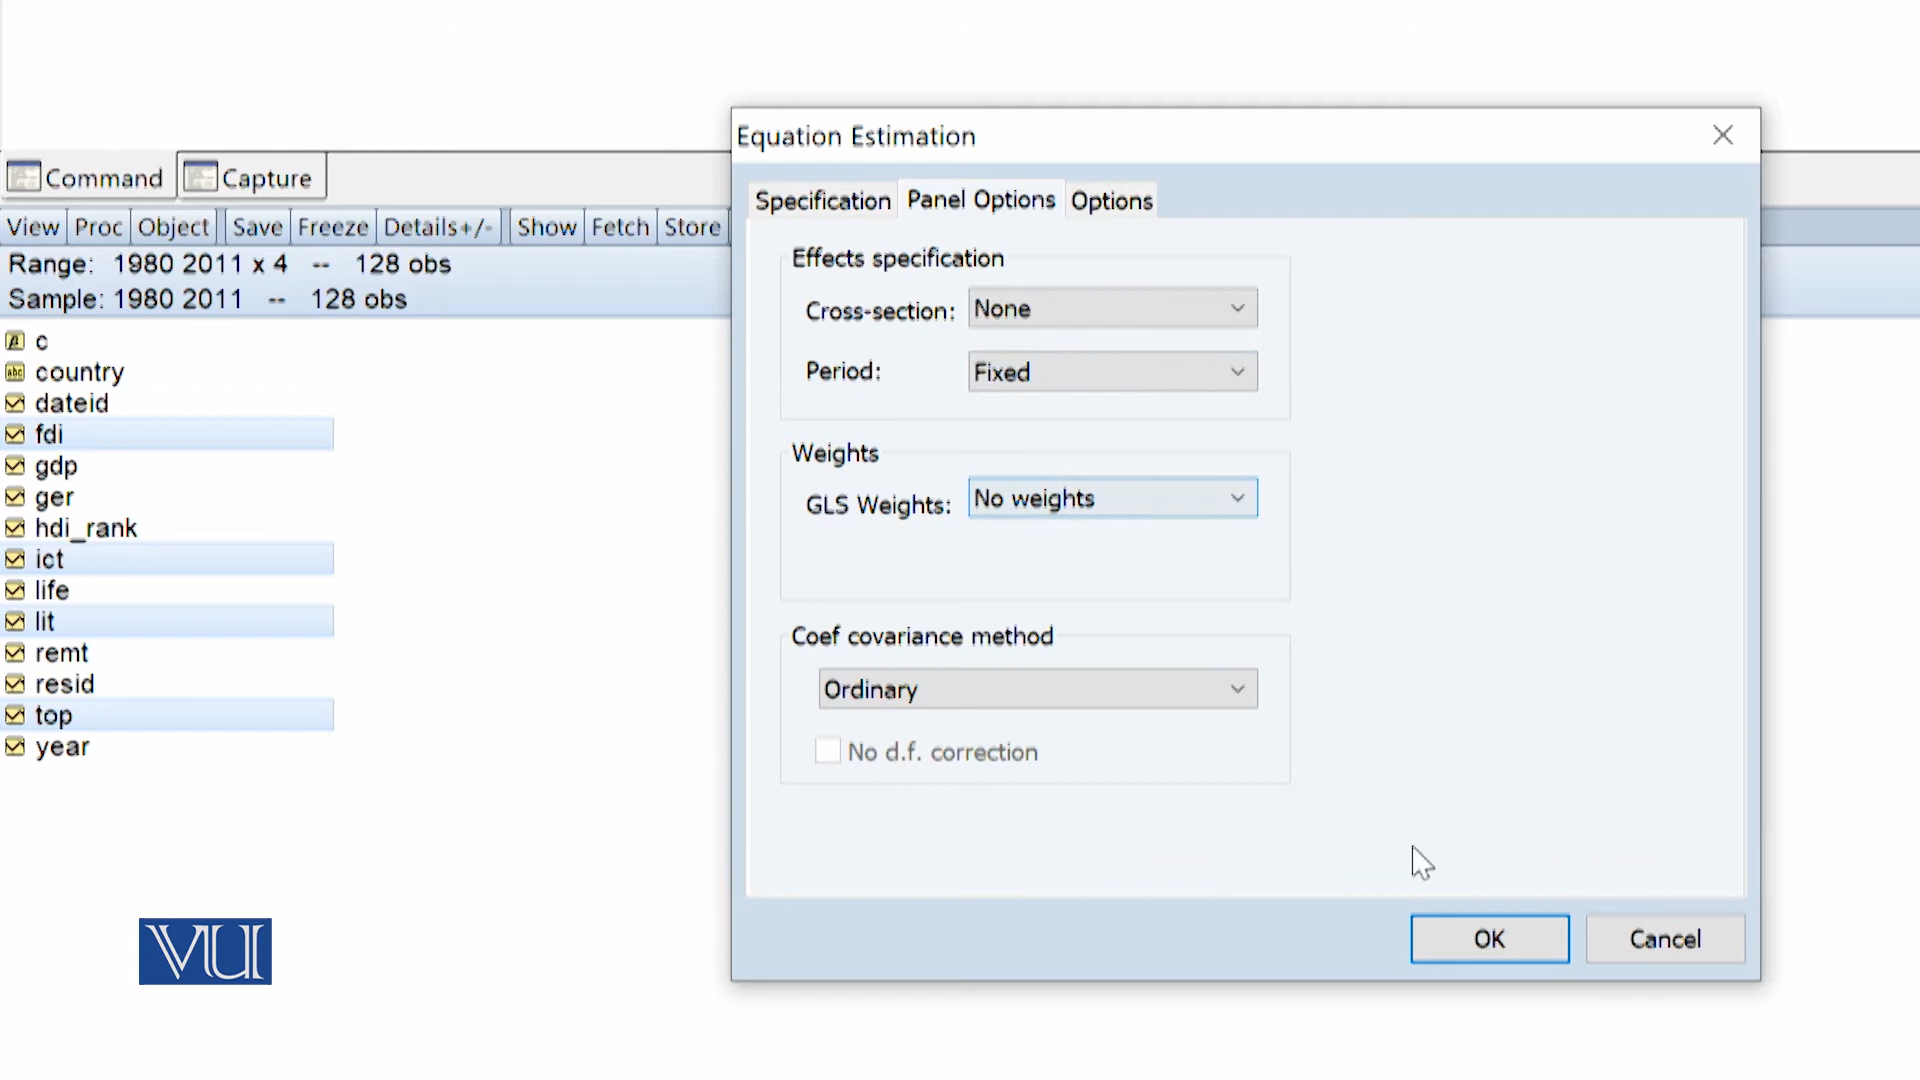 Command Capture
View Proc Object Save Freeze Details+/- Show Fetch Store
Range: 1980 2011 x 4 -- 128 obs
Sample: 1980 2011 -- 128 obs
c
abc country
dateid
fdi
gdp
ger
hdi_rank
ict
life
lit
remt
resid
top
year
VU
Equation Estimation
Specification Panel Options Options
Effects specification
Cross-section: None
Period: Fixed
Weights
GLS Weights: No weights
Coef covariance method
Ordinary
No d.f. correction
OK Cancel